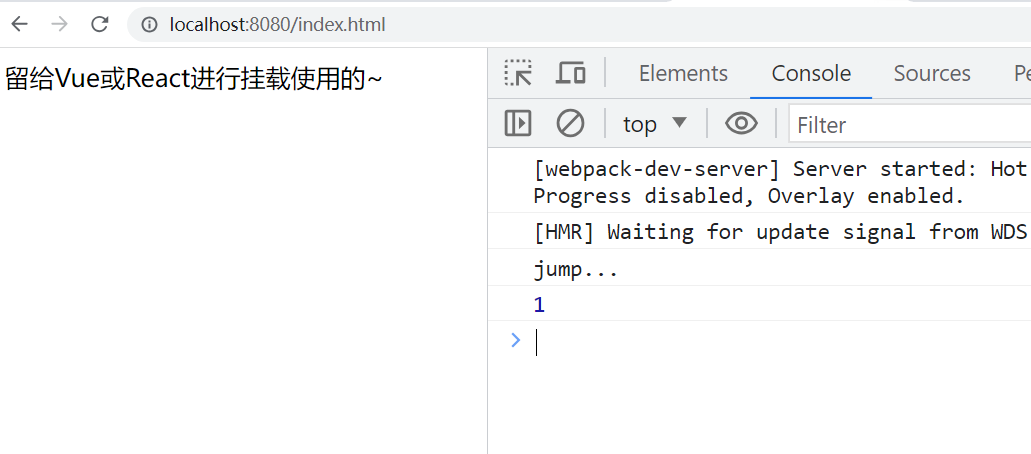 localhost:8080/index.html
留给Vue或React进行挂载使用的~
Elements Console Sources Pe
top Filter
[webpack-dev-server] Server started: Hot
Progress disabled, Overlay enabled.
[HMR] Waiting for update signal from WDS
jump...
1